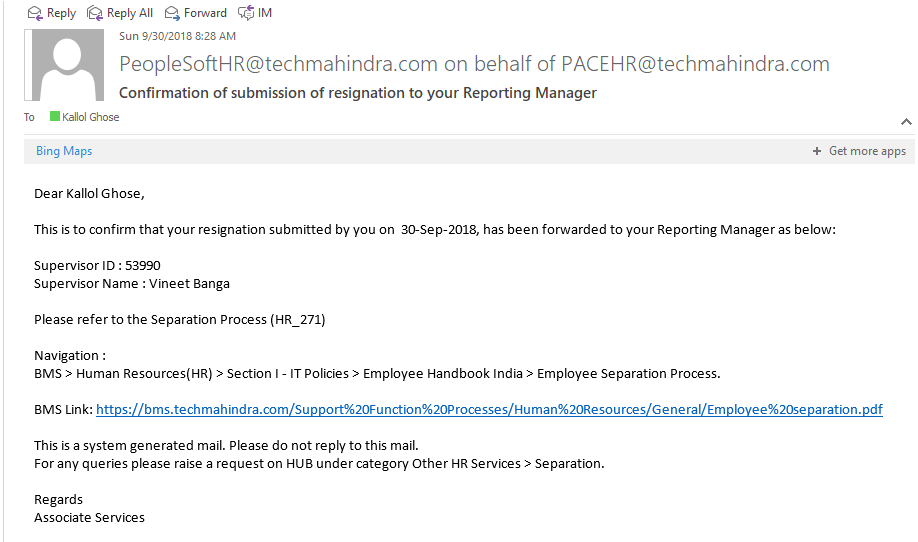 Reply Reply All Forward IM
Sun 9/30/2018 8:28 AM
PeopleSoftHR@techmahindra.com on behalf of PACEHR@techmahindra.com
Confirmation of submission of resignation to your Reporting Manager
To Kallol Ghose
Bing Maps + Get more apps
Dear Kallol Ghose,
This is to confirm that your resignation submitted by you on 30-Sep-2018, has been forwarded to your Reporting Manager as below:
Supervisor ID : 53990
Supervisor Name : Vineet Banga
Please refer to the Separation Process (HR_271)
Navigation :
BMS > Human Resources(HR) > Section I - IT Policies > Employee Handbook India > Employee Separation Process.
BMS Link: https://bms.techmahindra.com/Support%20Function%20Processes/Human%20Resources/General/Employee%20separation.pdf
This is a system generated mail. Please do not reply to this mail.
For any queries please raise a request on HUB under category Other HR Services > Separation.
Regards
Associate Services